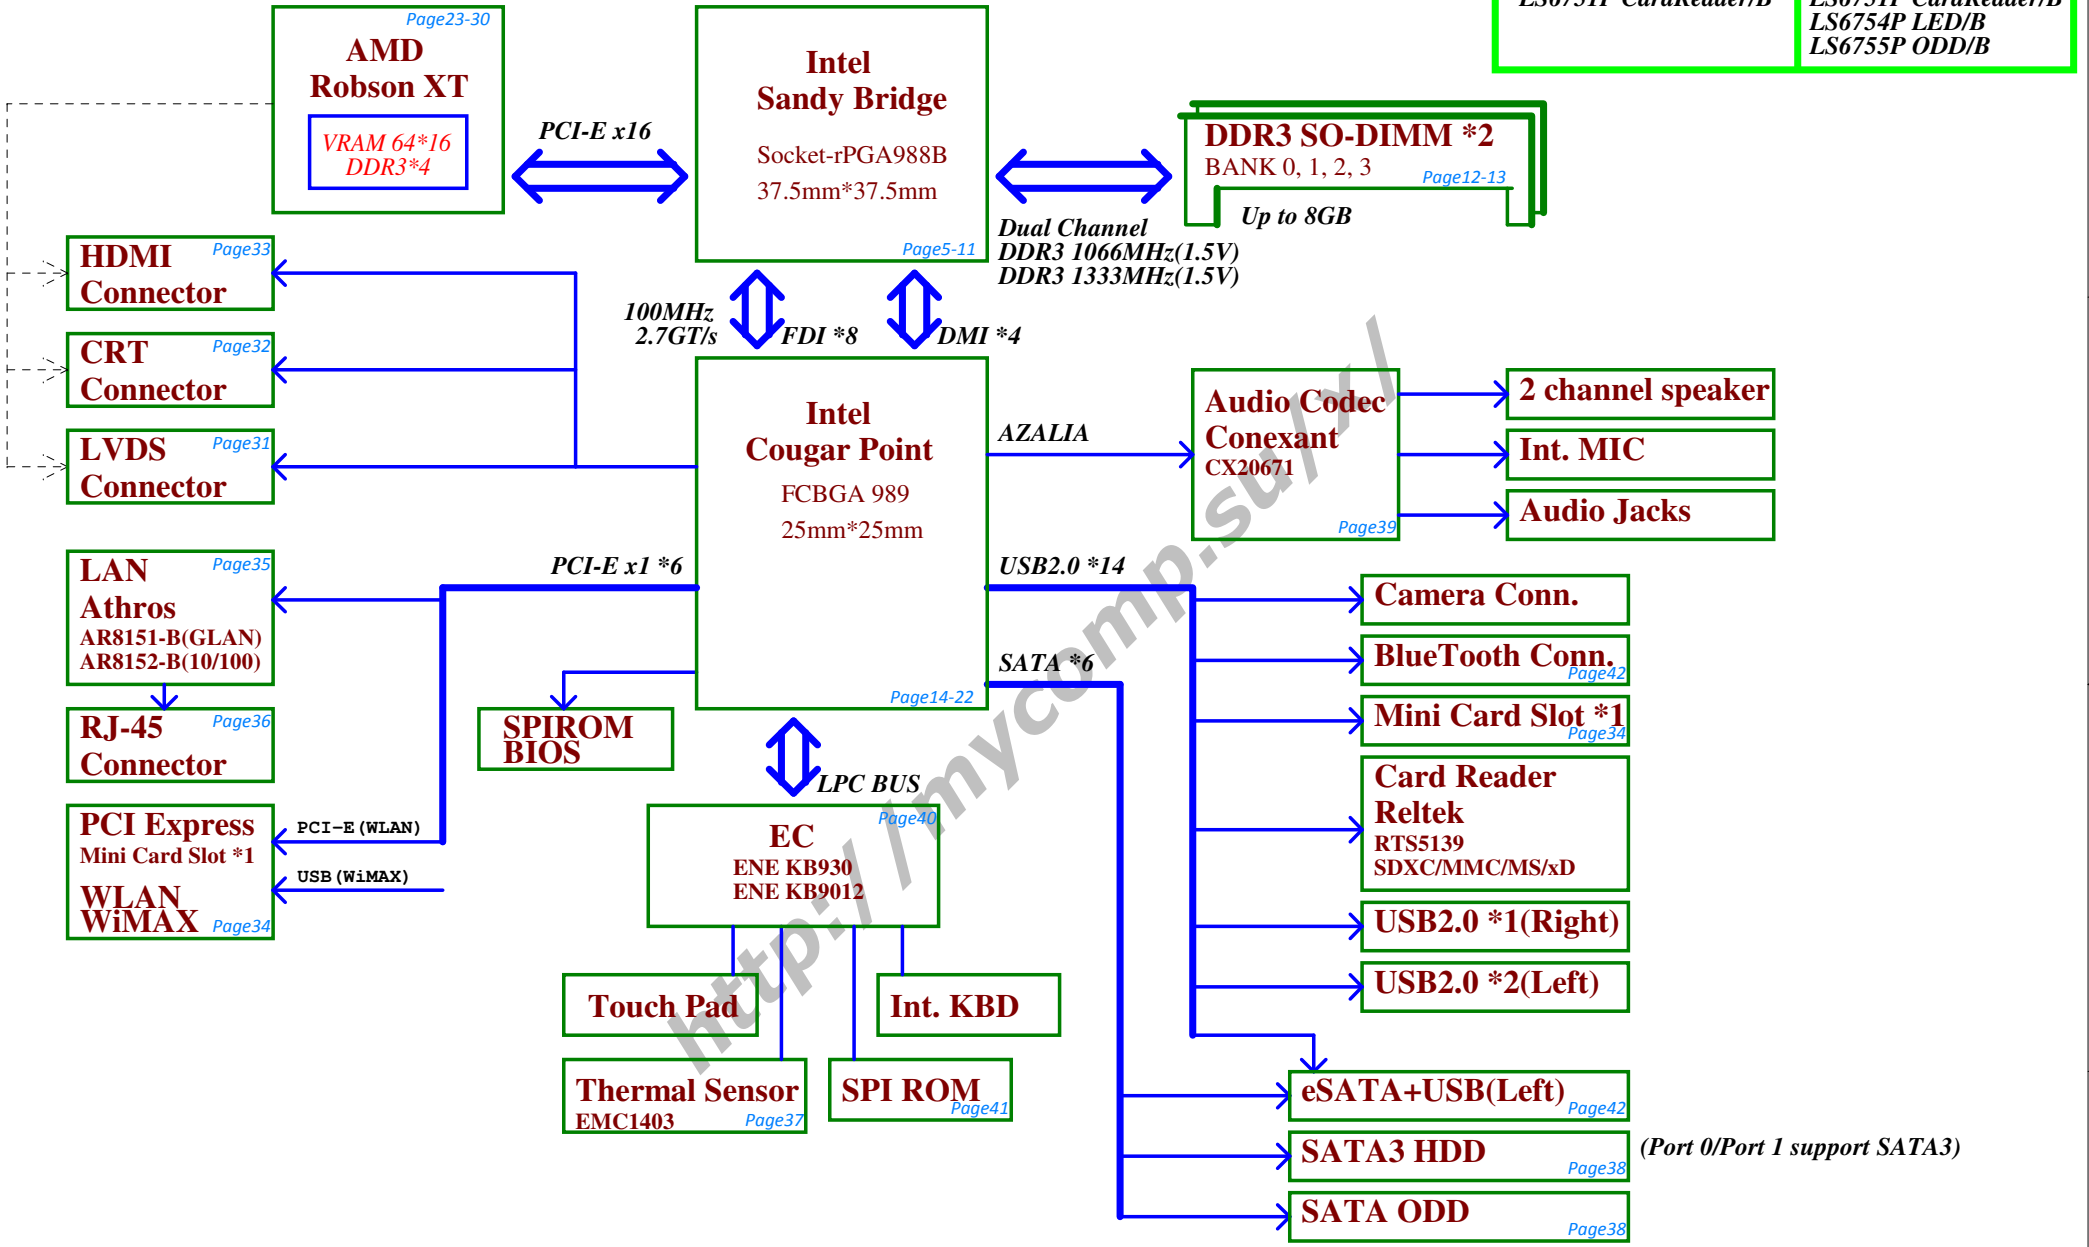 Page23-30
AMD
Robson XT
VRAM 64*16
DDR3*4
PCI-E x16
Intel
Sandy Bridge
Socket-rPGA988B
37.5mm*37.5mm
Page5-11
LS6751P CardReader/B
LS6751P CardReader/B
LS6754P LED/B
LS6755P ODD/B
DDR3 SO-DIMM *2
BANK 0, 1, 2, 3
Page12-13
Up to 8GB
Dual Channel
DDR3 1066MHz(1.5V)
DDR3 1333MHz(1.5V)
HDMI
Page33
Connector
CRT
Page32
Connector
LVDS
Page31
Connector
100MHz
2.7GT/s
FDI *8
DMI *4
Intel
Cougar Point
FCBGA 989
25mm*25mm
Page14-22
AZALIA
Audio Codec
Conexant
CX20671
Page39
2 channel speaker
Int. MIC
Audio Jacks
LAN
Page35
Athros
AR8151-B(GLAN)
AR8152-B(10/100)
RJ-45
Page36
Connector
PCI-E x1 *6
USB2.0 *14
SATA *6
SPIROM
BIOS
LPC BUS
PCI Express
Mini Card Slot *1
WLAN
WiMAX
Page34
PCI-E(WLAN)
USB(WiMAX)
Page40
EC
ENE KB930
ENE KB9012
Touch Pad
Int. KBD
Thermal Sensor
EMC1403
Page37
SPI ROM
Page41
Camera Conn.
BlueTooth Conn.
Page42
Mini Card Slot *1
Page34
Card Reader
Reltek
RTS5139
SDXC/MMC/MS/xD
USB2.0 *1(Right)
USB2.0 *2(Left)
eSATA+USB(Left)
Page42
SATA3 HDD
Page38
(Port 0/Port 1 support SATA3)
SATA ODD
Page38
http://mycomp.su/x/